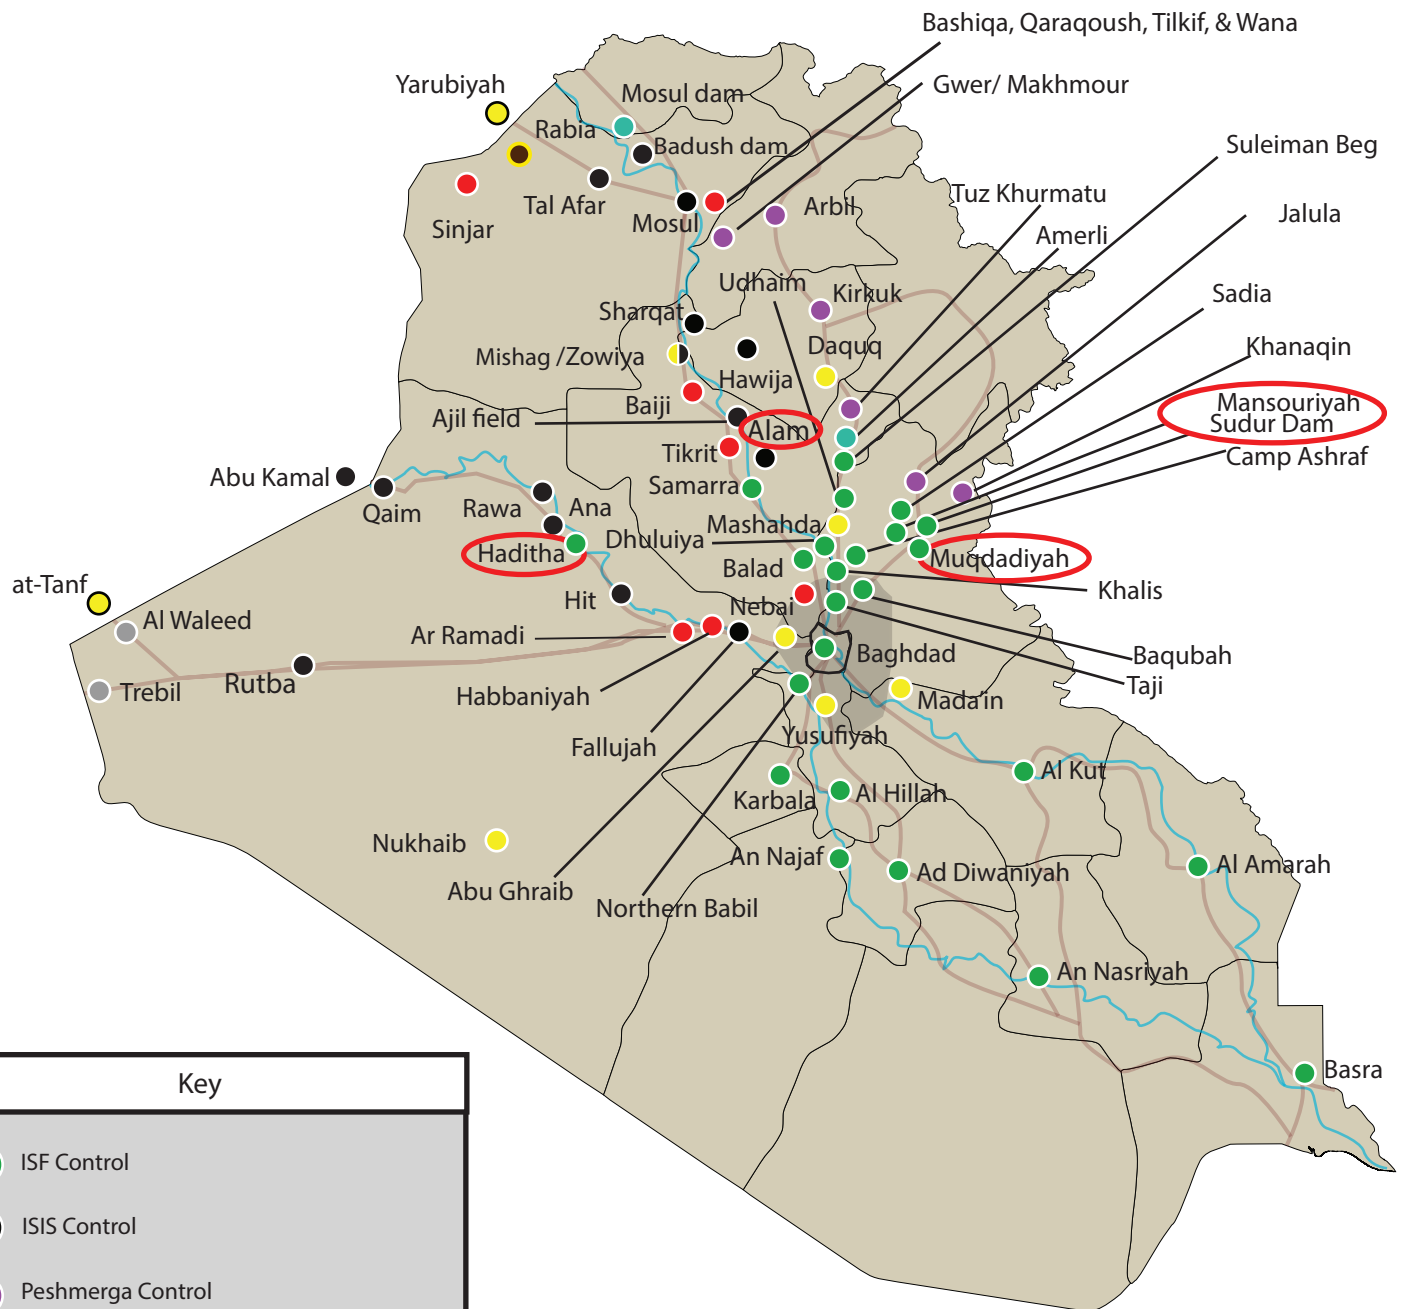 Bashiqa, Qaraqoush, Tilkif, & Wana
Yarubiyah
Mosul dam
Gwer/ Makhmour
Rabia
Badush dam
Suleiman Beg
Tal Afar
Mosul
Arbil
Tuz Khurmatu
Jalula
Sinjar
Amerli
Udhaim
Kirkuk
Sadia
Sharqat
Mishag /Zowiya
Daquq
Khanaqin
Hawija
Baiji
Mansouriyah
Ajil field
Alam
Sudur Dam
Tikrit
Camp Ashraf
Abu Kamal
Samarra
Qaim
Rawa
Ana
Mashahda
Dhuluiya
Haditha
Muqdadiyah
Balad
at-Tanf
Khalis
Hit
Nebai
Al Waleed
Ar Ramadi
Baghdad
Baqubah
Rutba
Trebil
Taji
Habbaniyah
Mada'in
Yusufiyah
Fallujah
Al Kut
Karbala
Al Hillah
Nukhaib
An Najaf
Al Amarah
Ad Diwaniyah
Abu Ghraib
Northern Babil
An Nasriyah
Basra
Key
ISF Control
ISIS Control
Peshmerga Control